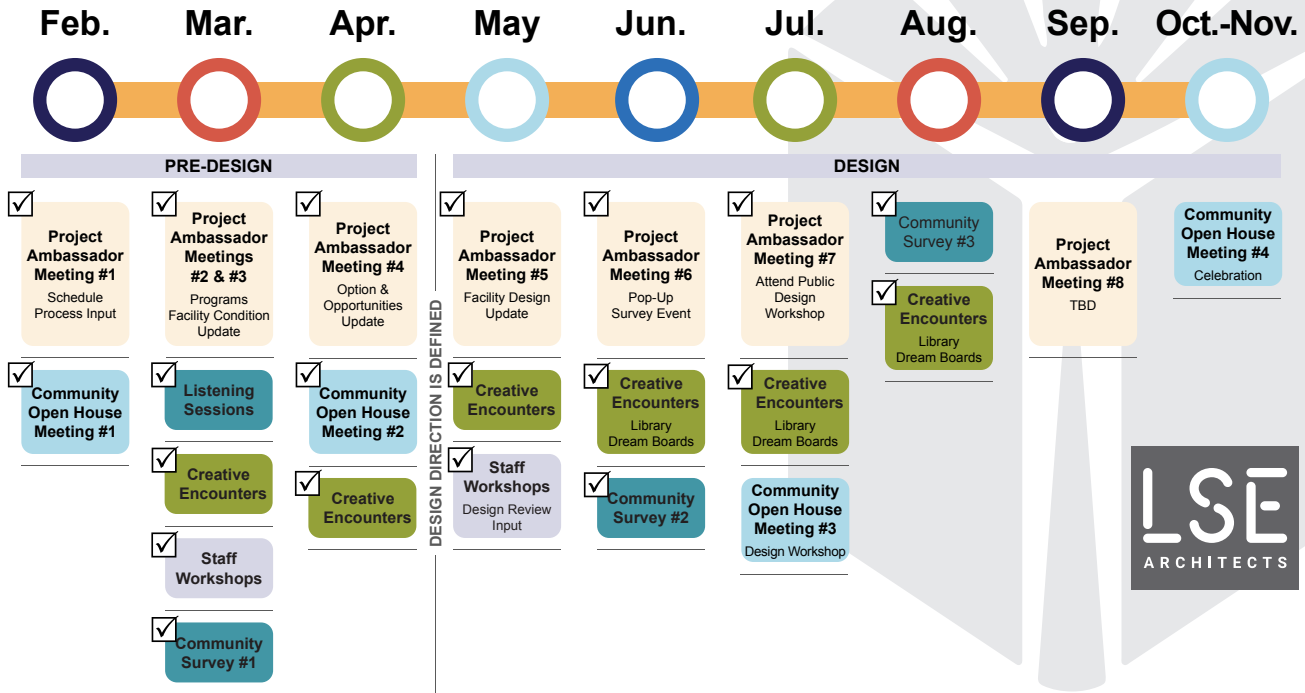 Feb.
Mar.
Apr.
May
Jun.
Jul.
Aug.
Sep.
Oct.-Nov.
PRE-DESIGN
DESIGN
Project
Ambassador
Meeting #1
Schedule
Process Input
Community
Open House
Meeting #1
Project
Ambassador
Meetings
#2 & #3
Programs
Facility Condition
Update
Listening
Sessions
Creative
Encounters
Staff
Workshops
Community
Survey #1
Project
Ambassador
Meeting #4
Option &
Opportunities
Update
Community
Open House
Meeting #2
Creative
Encounters
DESIGN DIRECTION IS DEFINED
Project
Ambassador
Meeting #5
Facility Design
Update
Creative
Encounters
Staff
Workshops
Design Review
Input
Project
Ambassador
Meeting #6
Pop-Up
Survey Event
Creative
Encounters
Library
Dream Boards
Community
Survey #2
Project
Ambassador
Meeting #7
Attend Public
Design
Workshop
Creative
Encounters
Library
Dream Boards
Community
Open House
Meeting #3
Design Workshop
Community
Survey #3
Creative
Encounters
Library
Dream Boards
Project
Ambassador
Meeting #8
TBD
Community
Open House
Meeting #4
Celebration
LSE
ARCHITECTS